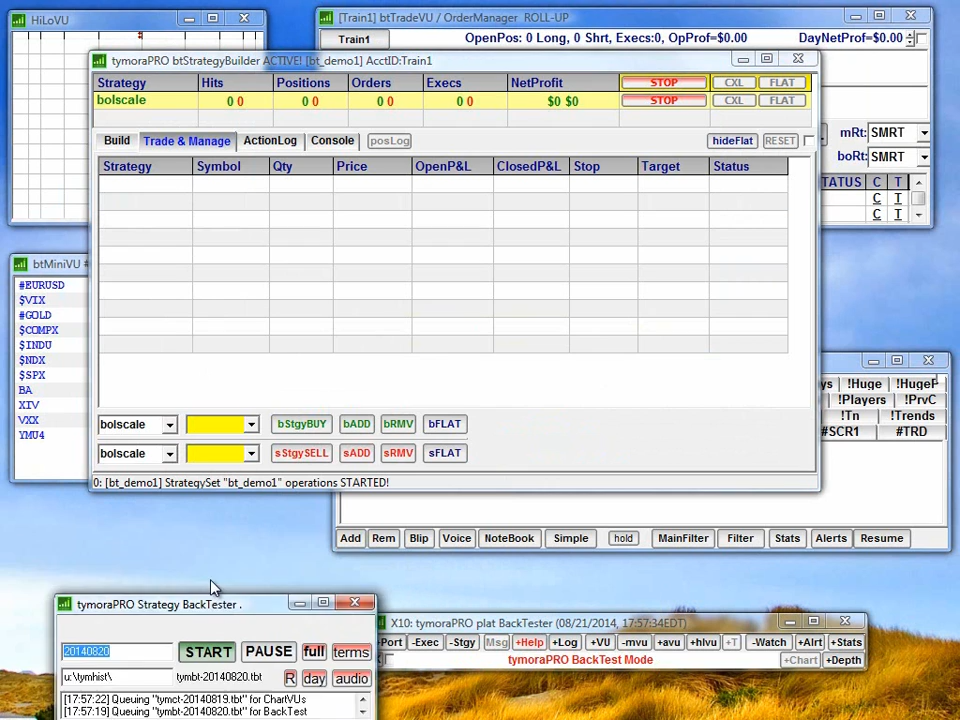 HiLoVU
[Train1] btTradeVU / OrderManager ROLL-UP
Train1
OpenPos: 0 Long, 0 Shrt, Execs:0, OpProf=$0.00
DayNetProf=$0.00
tymoraPRO btStrategyBuilder ACTIVE! [bt_demo1] AcctID:Train1
Strategy Hits Positions Orders Execs NetProfit STOP CXL FLAT
bolscale 0 0 0 0 0 0 0 0 $0 $0 STOP CXL FLAT
Build Trade & Manage ActionLog Console posLog hideFlat RESET
Strategy Symbol Qty Price OpenP&L ClosedP&L Stop Target Status
mRt: SMRT
boRt: SMRT
TATUS C T
C T
C T
btMiniVU #
#EURUSD
$VIX
#GOLD
$COMPX
$INDU
$NDX
$SPX
BA
XIV
VXX
YMU4
bolscale bStgyBUY bADD bRMV bFLAT
bolscale sStgySELL sADD sRMV sFLAT
0: [bt_demo1] StrategySet "bt_demo1" operations STARTED!
ys !Huge !HugeP
!Players !PrvC
!Tn !Trends
#SCR1 #TRD
Add Rem Blip Voice NoteBook Simple hold MainFilter Filter Stats Alerts Resume
tymoraPRO Strategy BackTester .
20140820 START PAUSE full terms
u:\tymhist\ tymbt-20140820.tbt R day audio
[17:57:22] Queuing "tymct-20140819.tbt" for ChartVUs
[17:57:19] Queuing "tymbt-20140820.tbt" for BackTest
X10: tymoraPRO plat BackTester (08/21/2014, 17:57:34EDT)
+Port -Exec -Stgy Msg +Help +Log +VU -mvu +avu +hlvu +T -Watch +Alrt +Stats
tymoraPRO BackTest Mode
+Chart +Depth